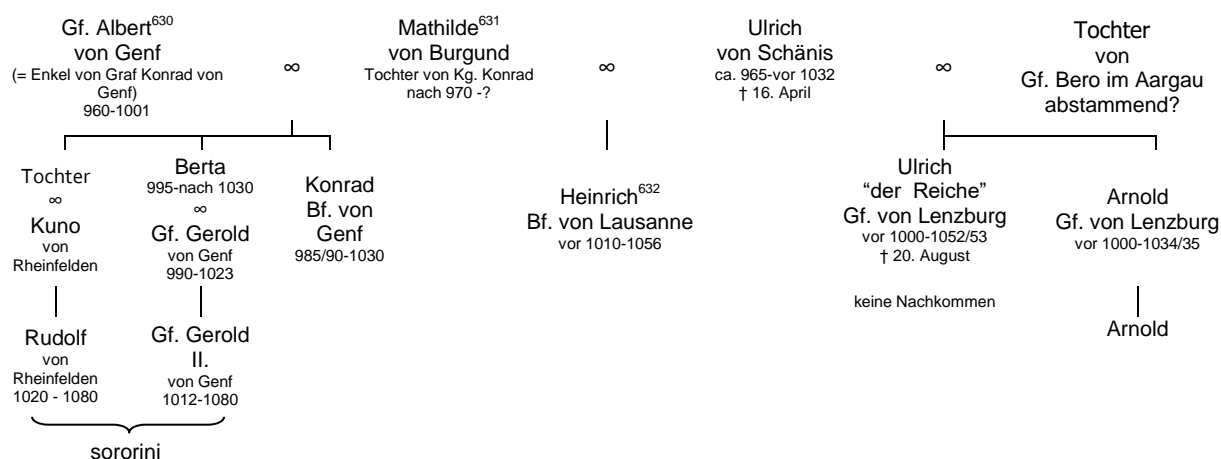 Gf. Albert630
von Genf
(= Enkel von Graf Konrad von
Genf)
960-1001
∞
Mathilde631
von Burgund
Tochter von Kg. Konrad
nach 970 -?
∞
Ulrich
von Schänis
ca. 965-vor 1032
† 16. April
∞
Tochter
von
Gf. Bero im Aargau
abstammend?
Tochter
∞
Kuno
von
Rheinfelden
Berta
995-nach 1030
∞
Gf. Gerold
von Genf
990-1023
Konrad
Bf. von
Genf
985/90-1030
Heinrich632
Bf. von Lausanne
vor 1010-1056
Ulrich
“der Reiche”
Gf. von Lenzburg
vor 1000-1052/53
† 20. August
keine Nachkommen
Arnold
Gf. von Lenzburg
vor 1000-1034/35
Rudolf
von
Rheinfelden
1020 - 1080
Gf. Gerold
II.
von Genf
1012-1080
Arnold
sororini